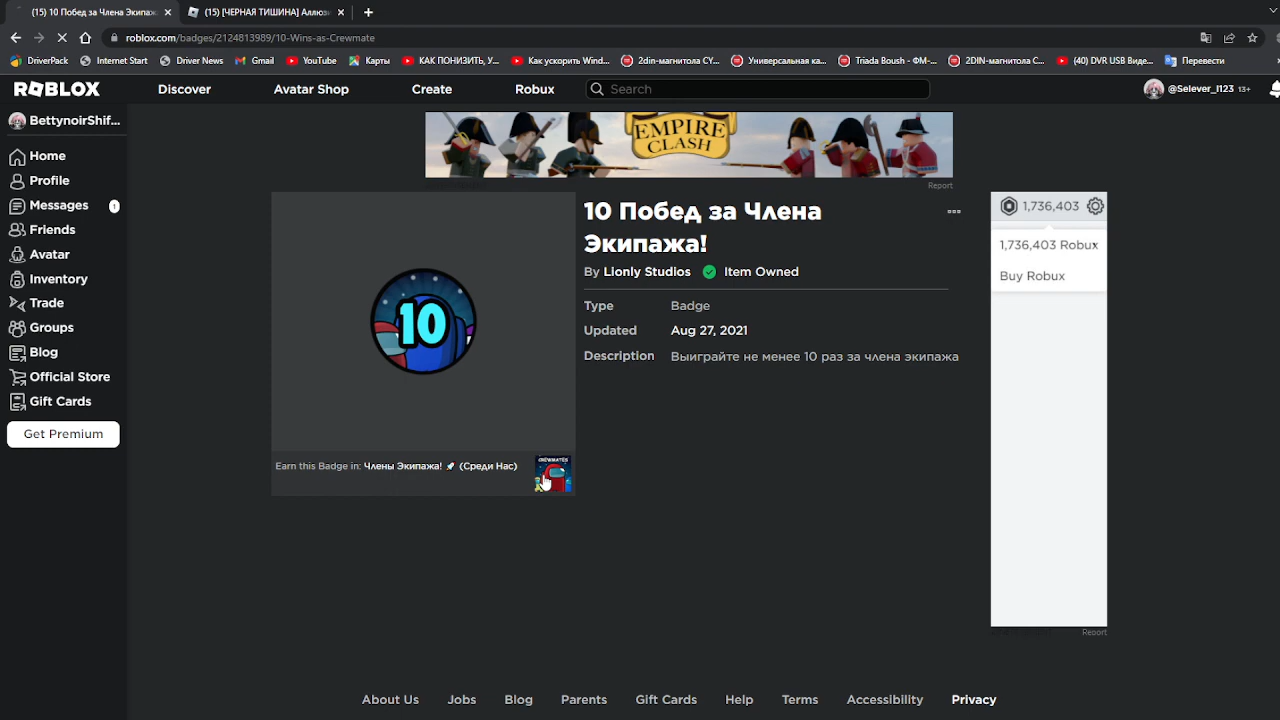 (15) 10 Побед за Члена Экипажа
(15) [ЧЕРНАЯ ТИШИНА] Аллюзи
roblox.com/badges/2124813989/10-Wins-as-Crewmate
DriverPack
Internet Start
Driver News
Gmail
YouTube
Карты
КАК ПОНИЗИТЬ, У...
Как ускорить Wind...
2din-магнитола CY...
Универсальная ка...
Triada Boush - ФМ-...
2DIN-магнитола С...
(40) DVR USB Виде...
Перевести
ROBLOX
Discover
Avatar Shop
Create
Robux
Search
@Selever_l123 13+
BettynoirShif...
Home
Profile
Messages
1
Friends
Avatar
Inventory
Trade
Groups
Blog
Official Store
Gift Cards
Get Premium
EMPIRE
CLASH
Report
10
Earn this Badge in: Члены Экипажа! 🚀 (Среди Нас)
CREWMATES
10 Побед за Члена
Экипажа!
By Lionly Studios Item Owned
Type Badge
Updated Aug 27, 2021
Description Выиграйте не менее 10 раз за члена экипажа
1,736,403
1,736,403 Robux
Buy Robux
Report
About Us
Jobs
Blog
Parents
Gift Cards
Help
Terms
Accessibility
Privacy